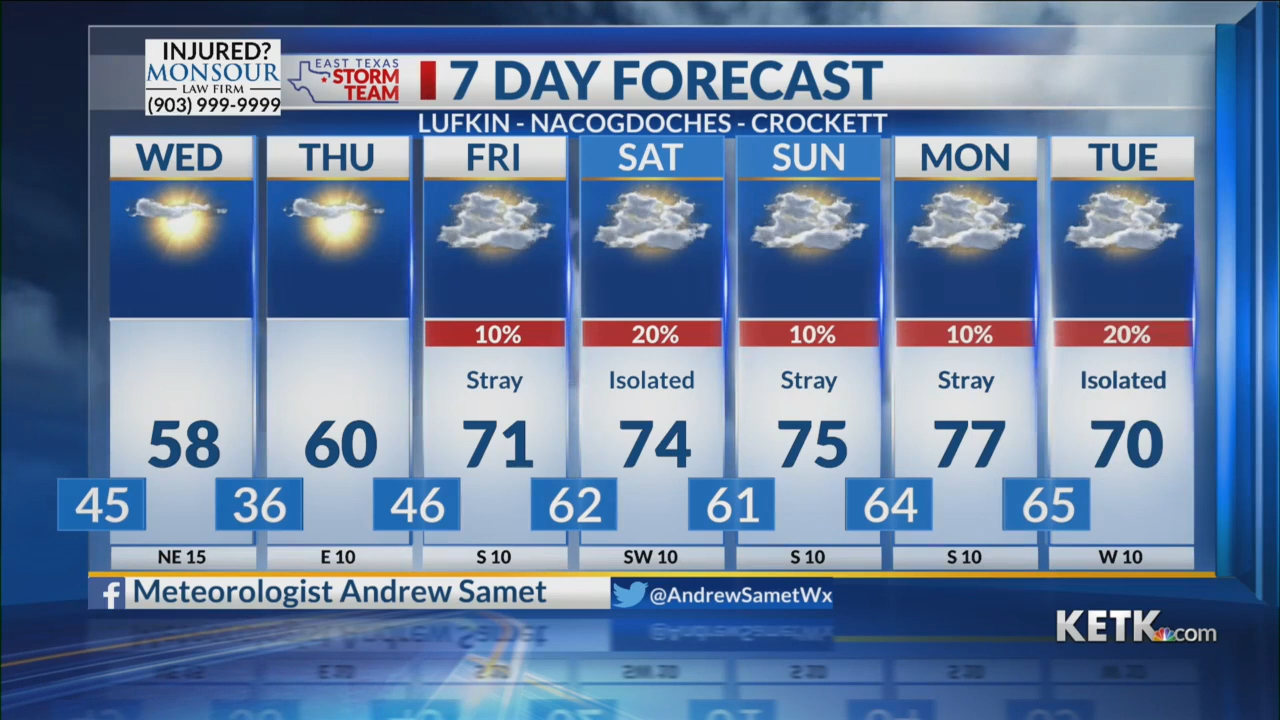 INJURED?
MONSOUR
LAW FIRM
(903) 999-9999
EAST TEXAS
STORM
TEAM
7 DAY FORECAST
LUFKIN - NACOGDOCHES - CROCKETT
WED THU FRI SAT SUN MON TUE
10% 20% 10% 10% 20%
Stray Isolated Stray Stray Isolated
58 60 71 74 75 77 70
45 36 46 62 61 64 65
NE 15 E 10 S 10 SW 10 S 10 S 10 W 10
f Meteorologist Andrew Samet @AndrewSametWx
KETK.com